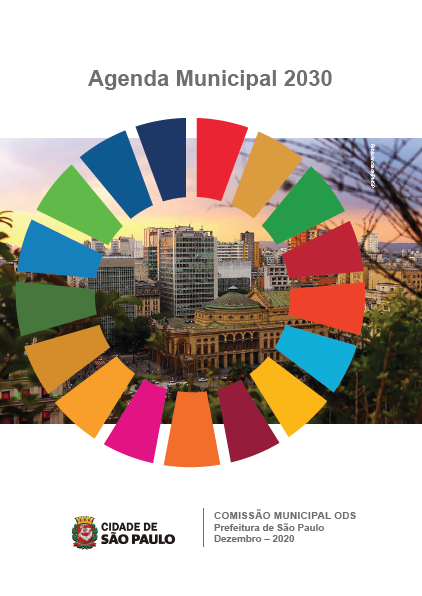 Agenda Municipal 2030
CIDADE DE
SÃO PAULO
COMISSÃO MUNICIPAL ODS
Prefeitura de São Paulo
Dezembro – 2020